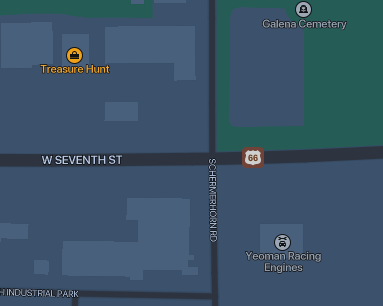 Galena Cemetery
Treasure Hunt
W SEVENTH ST
66
SCHERMERHORN RD
Yeoman Racing
Engines
INDUSTRIAL PARK